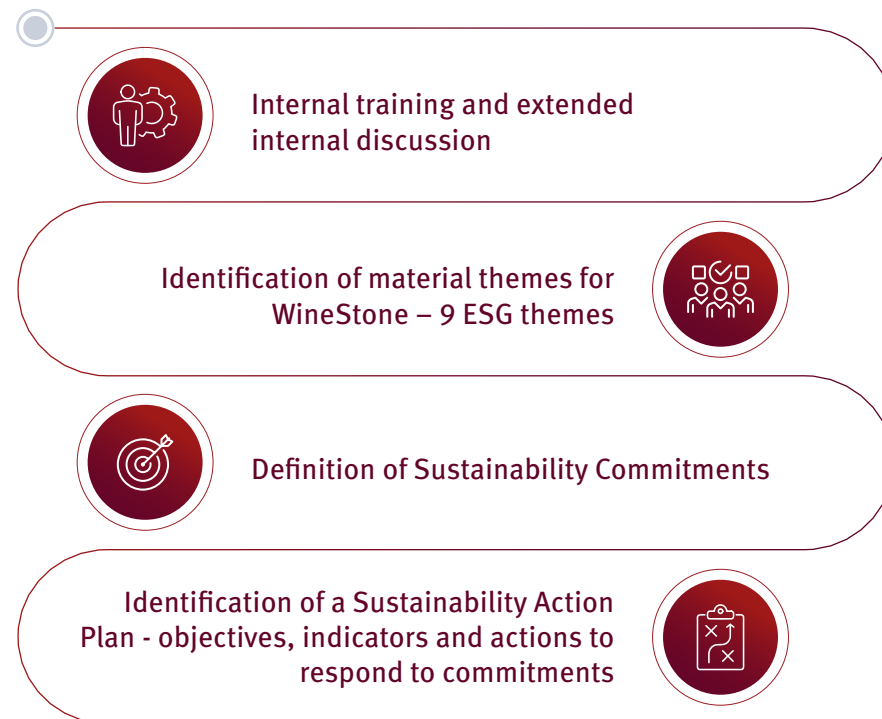 Internal training and extended
internal discussion
Identification of material themes for
WineStone – 9 ESG themes
Definition of Sustainability Commitments
Identification of a Sustainability Action
Plan - objectives, indicators and actions to
respond to commitments